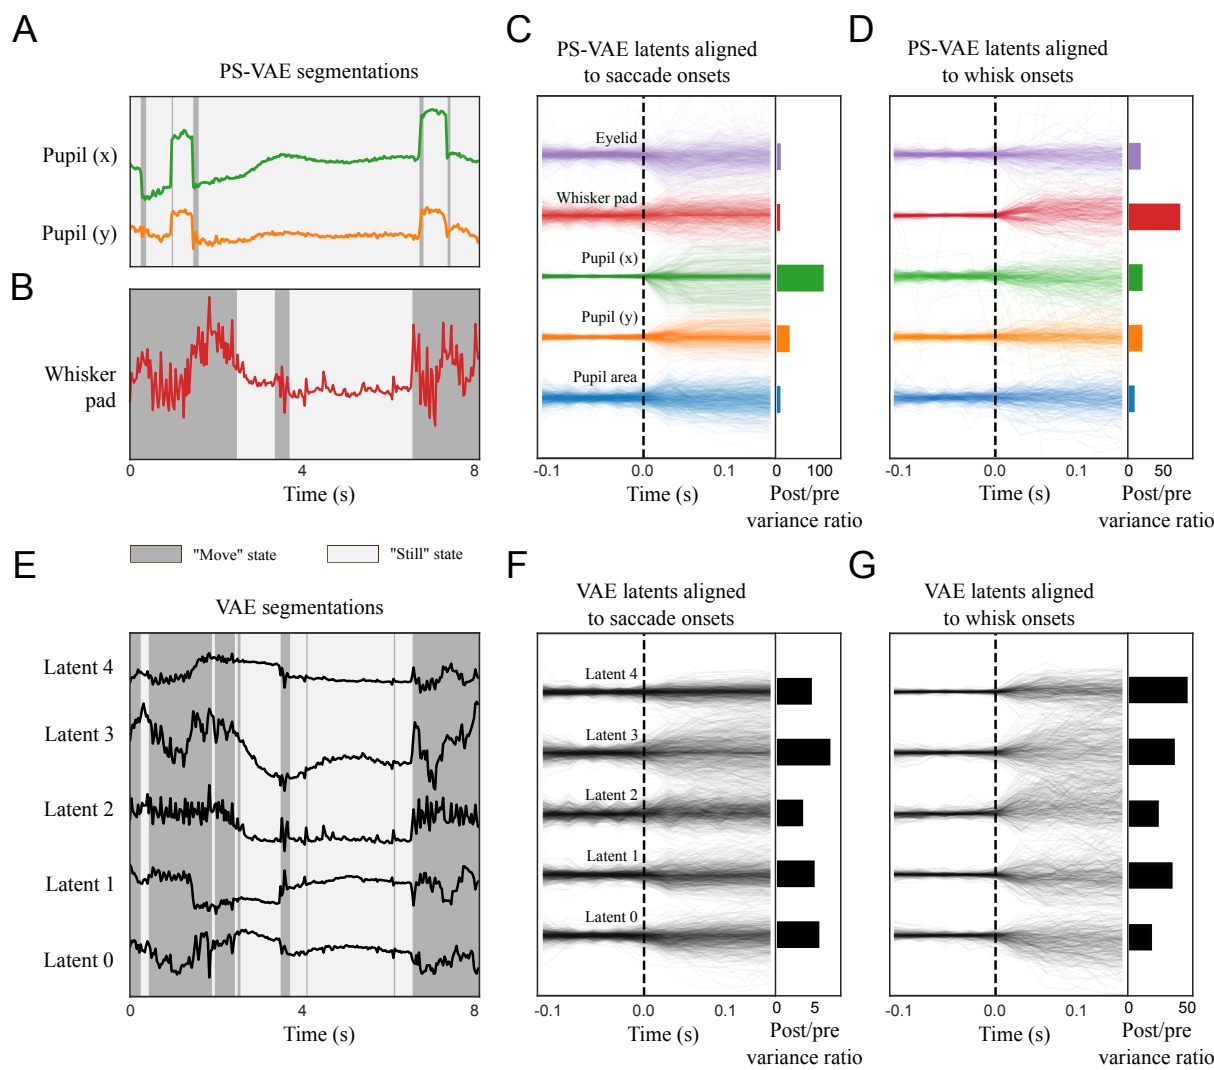 A
PS-VAE segmentations
Pupil (x)
Pupil (y)
B
Whisker
pad
0
4
8
Time (s)
"Move" state
"Still" state
C
PS-VAE latents aligned
to saccade onsets
Eyelid
Whisker pad
Pupil (x)
Pupil (y)
Pupil area
-0.1
0.0
0.1
0
100
Time (s)
Post/pre
variance ratio
D
PS-VAE latents aligned
to whisk onsets
-0.1
0.0
0.1
0
50
Time (s)
Post/pre
variance ratio
E
VAE segmentations
Latent 4
Latent 3
Latent 2
Latent 1
Latent 0
0
4
8
Time (s)
F
VAE latents aligned
to saccade onsets
Latent 4
Latent 3
Latent 2
Latent 1
Latent 0
-0.1
0.0
0.1
0
5
Time (s)
Post/pre
variance ratio
G
VAE latents aligned
to whisk onsets
-0.1
0.0
0.1
0
50
Time (s)
Post/pre
variance ratio